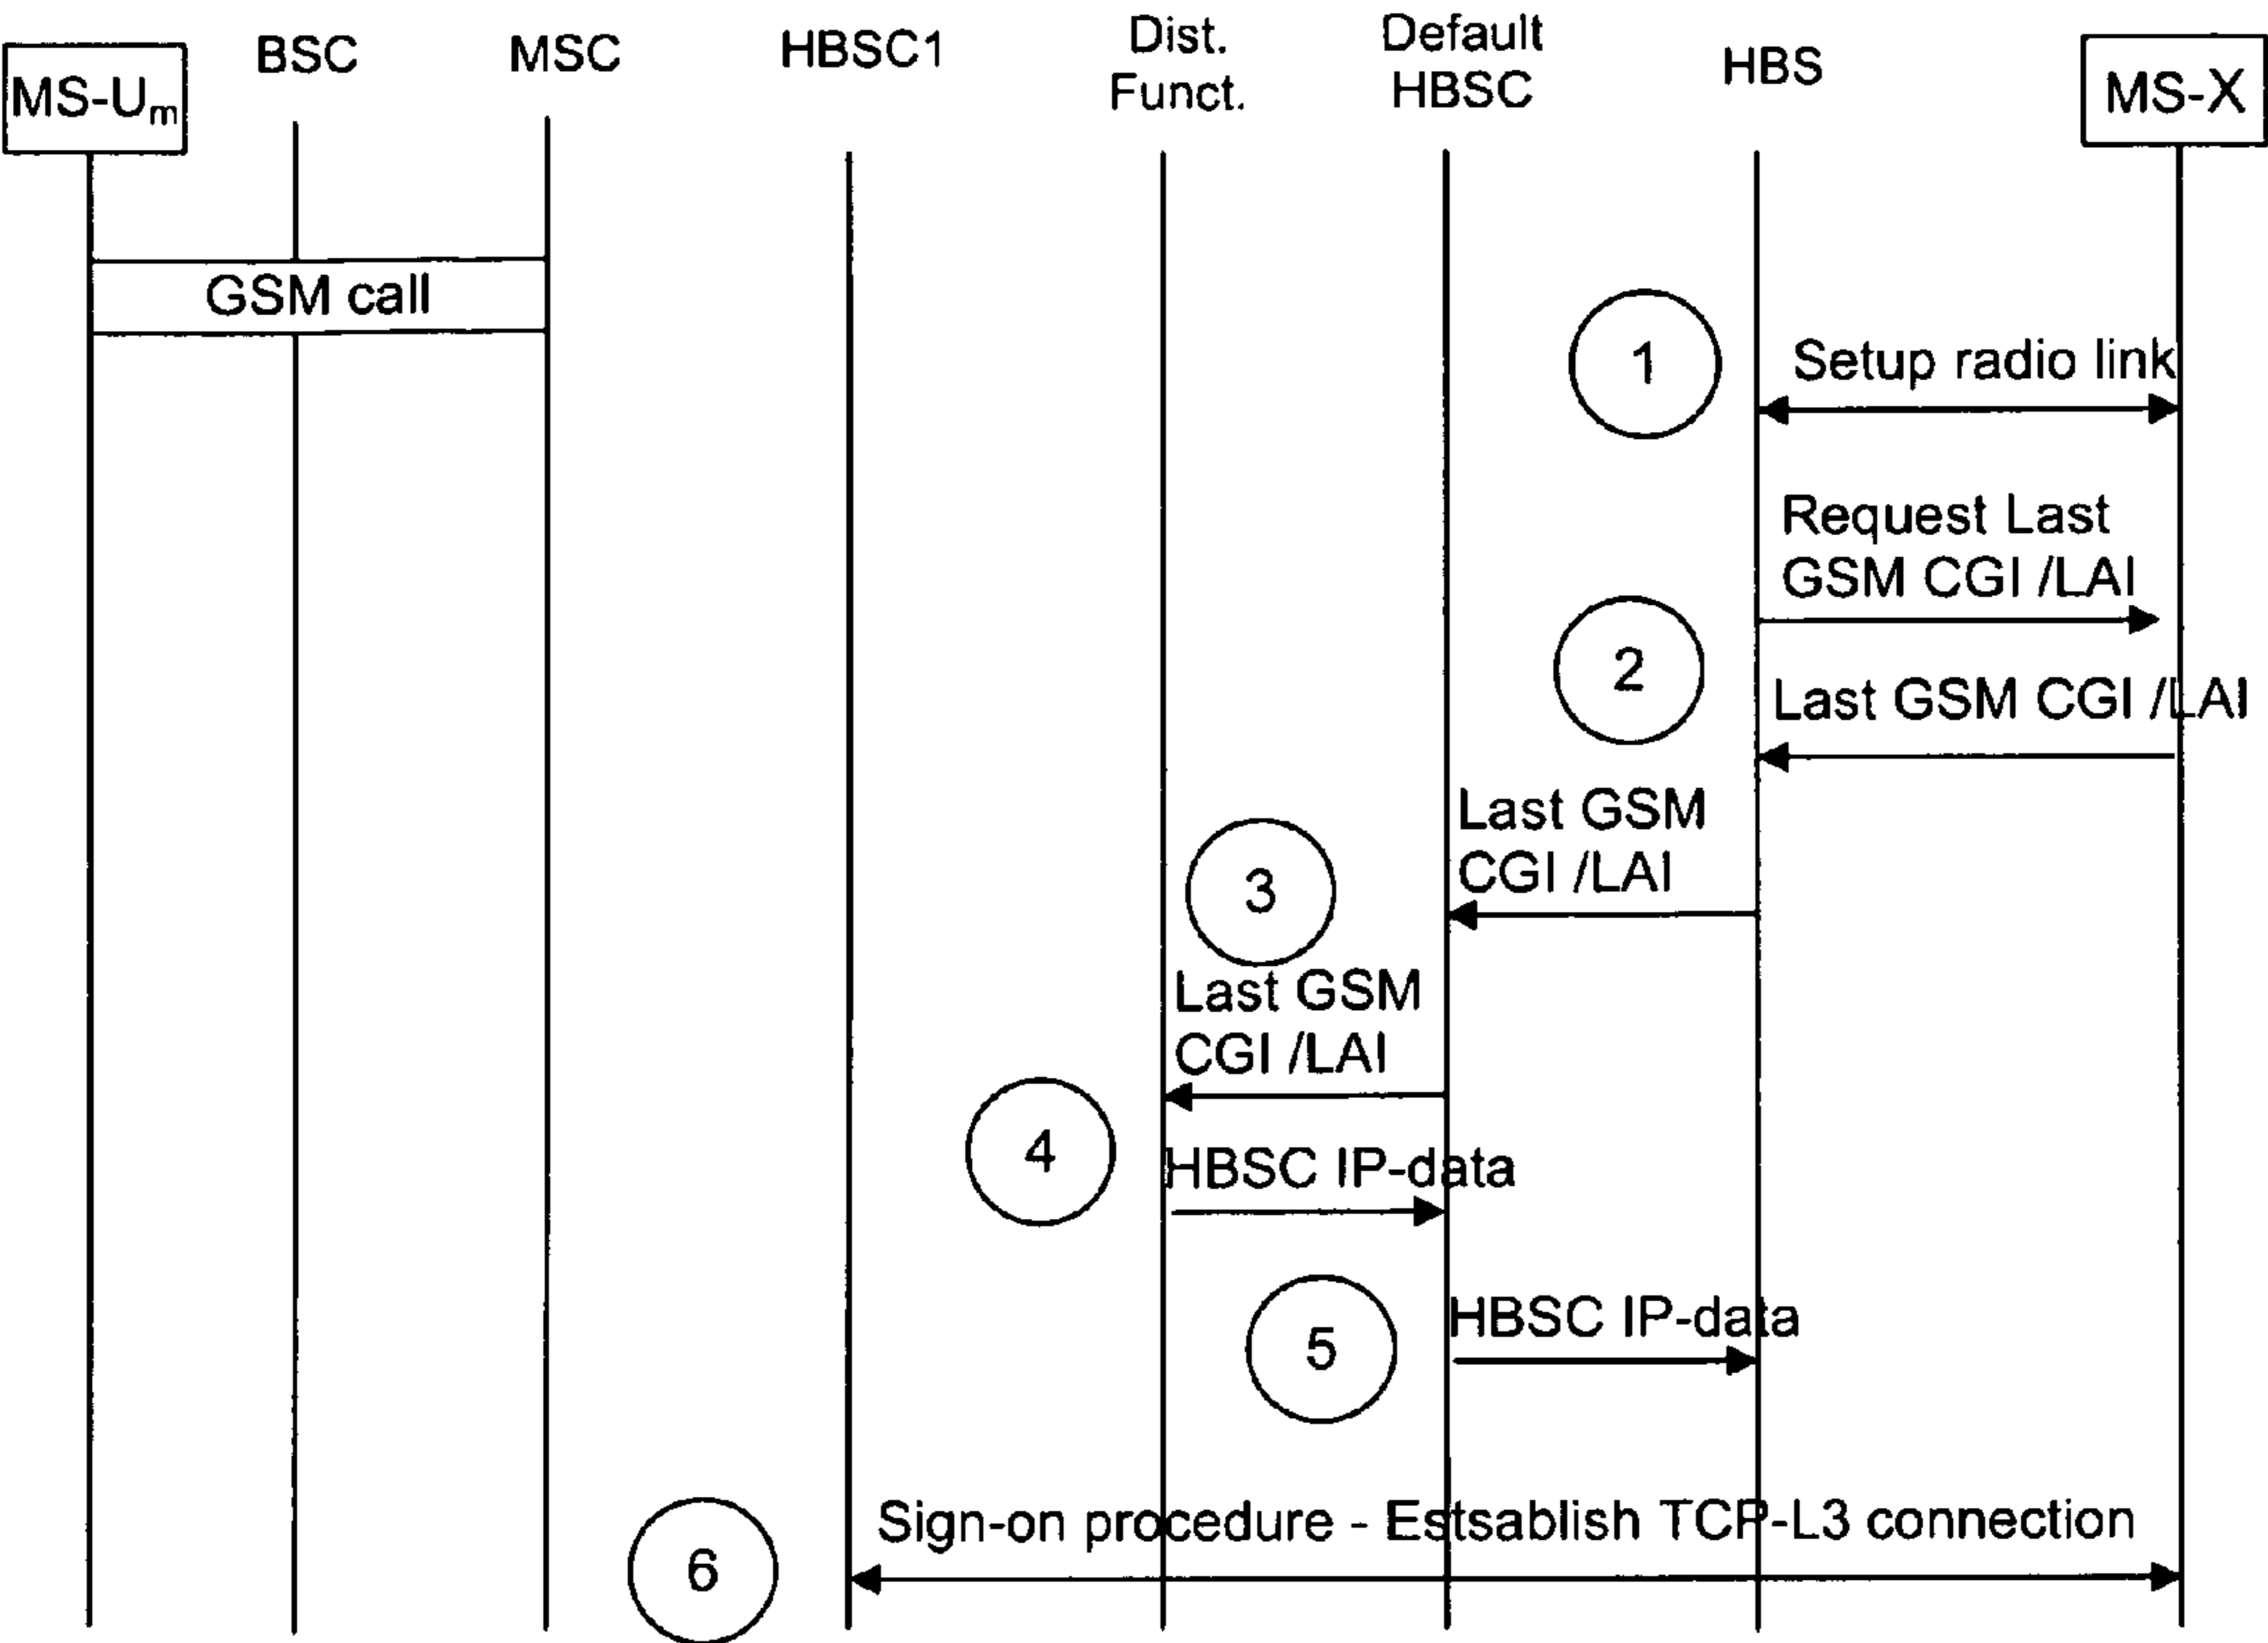 MS-Um
BSC
MSC
HBSC1
Dist.
Funct.
Default
HBSC
HBS
MS-X
GSM call
1
Setup radio link
Request Last
GSM CGI /LAI
2
Last GSM CGI /LAI
Last GSM
CGI /LAI
3
Last GSM
CGI /LAI
4
HBSC IP-data
5
HBSC IP-data
6
Sign-on procedure - Estsablish TCP-L3 connection